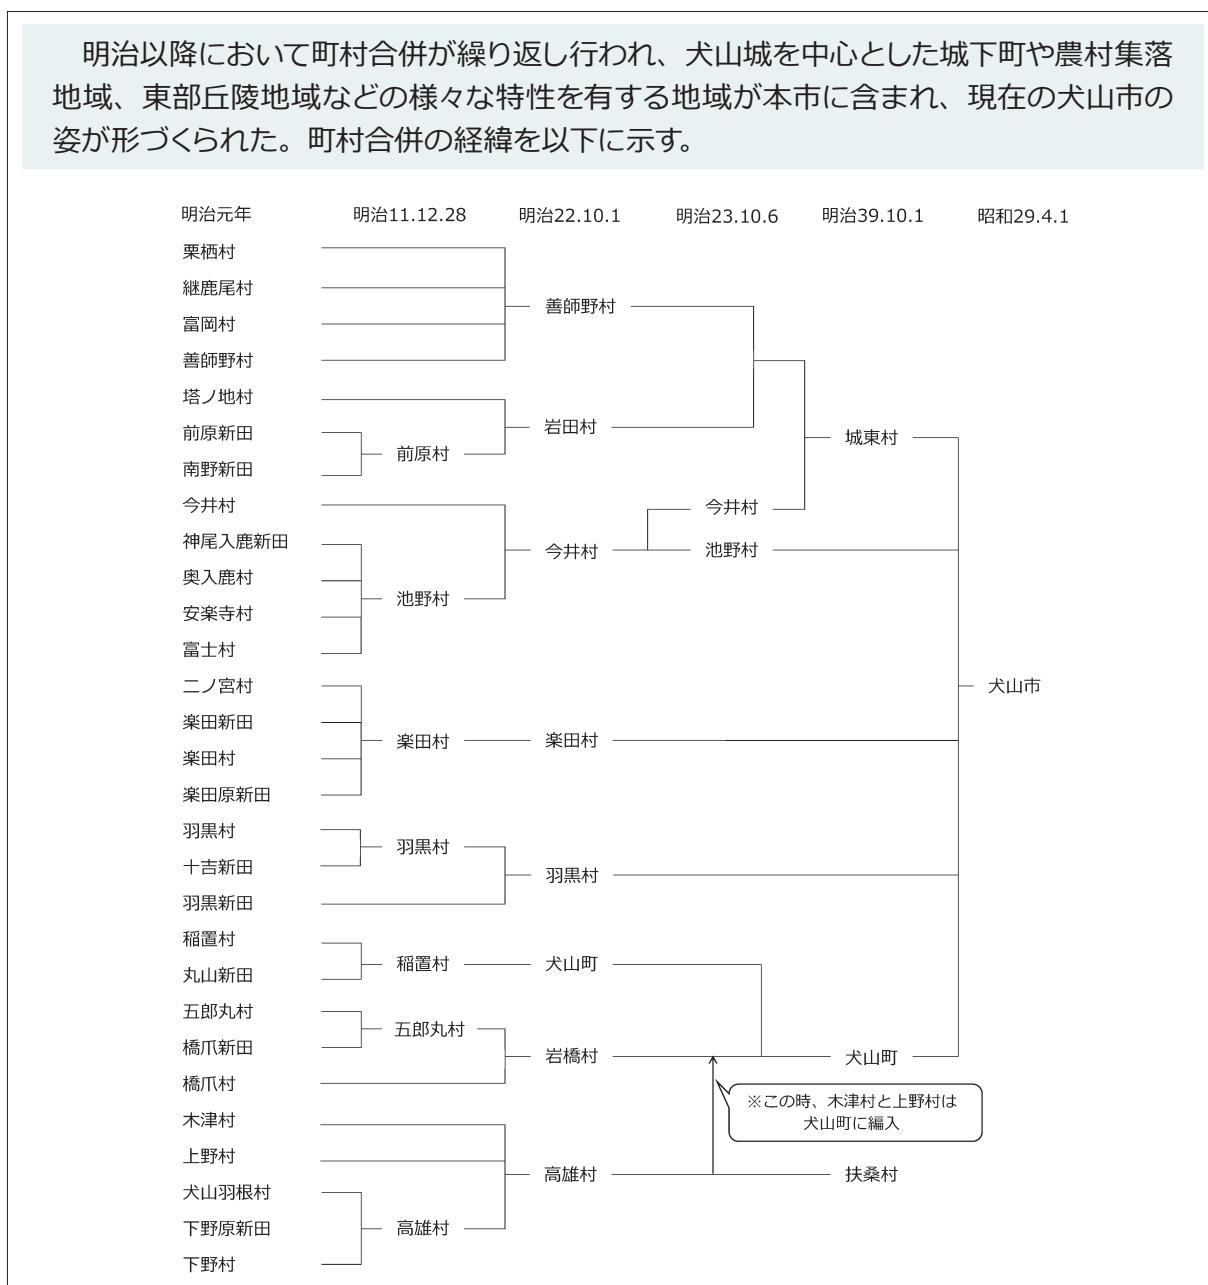 明治以降において町村合併が繰り返し行われ、犬山城を中心とした城下町や農村集落
地域、東部丘陵地域などの様々な特性を有する地域が本市に含まれ、現在の犬山市の
姿が形づくられた。町村合併の経緯を以下に示す。
明治元年 明治11.12.28 明治22.10.1 明治23.10.6 明治39.10.1 昭和29.4.1
栗栖村
継鹿尾村
善師野村
富岡村
善師野村
塔ノ地村
岩田村
前原新田
城東村
前原村
南野新田
今井村
今井村
神尾入鹿新田
今井村
池野村
奥入鹿村
池野村
安楽寺村
富士村
二ノ宮村
犬山市
楽田新田
楽田村
楽田村
楽田村
楽田原新田
羽黒村
羽黒村
十吉新田
羽黒村
羽黒新田
稲置村
稲置村
犬山町
丸山新田
五郎丸村
五郎丸村
橋爪新田
岩橋村
犬山町
橋爪村
※この時、木津村と上野村は
犬山町に編入
木津村
上野村
高雄村
扶桑村
犬山羽根村
下野原新田
高雄村
下野村